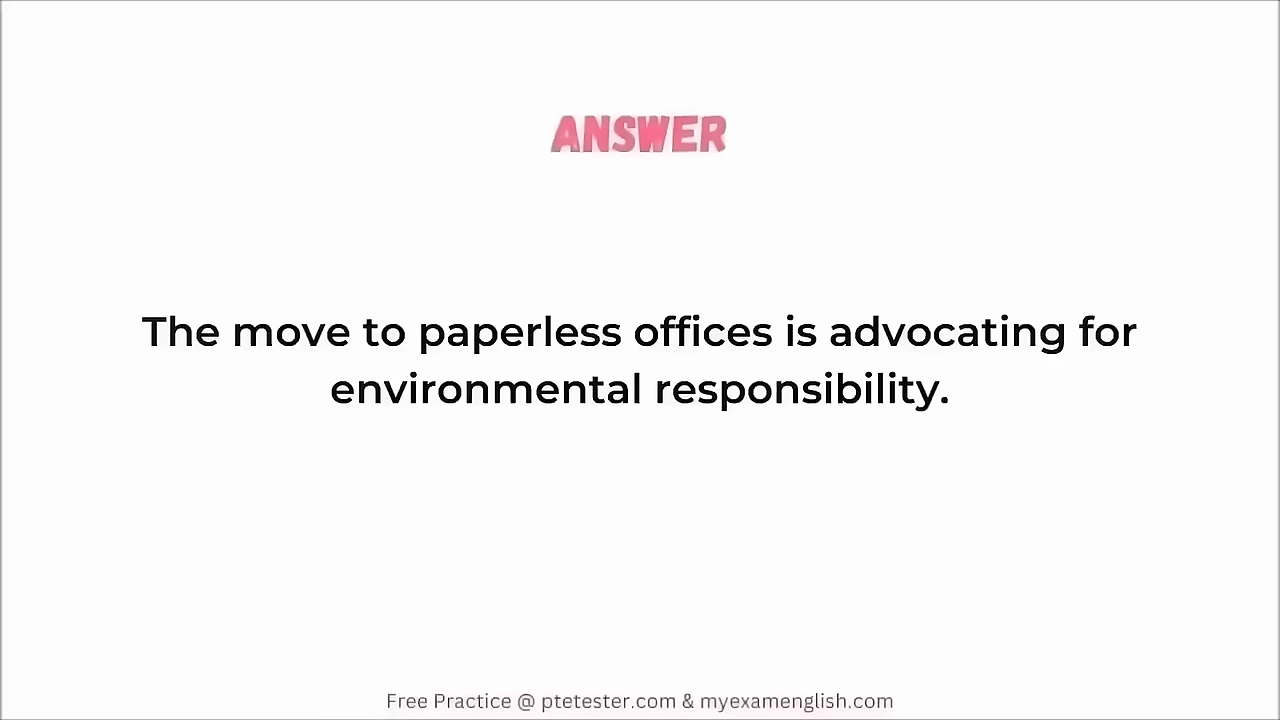 ANSWER
The move to paperless offices is advocating for
environmental responsibility.
Free Practice @ ptetester.com & myexamenglish.com